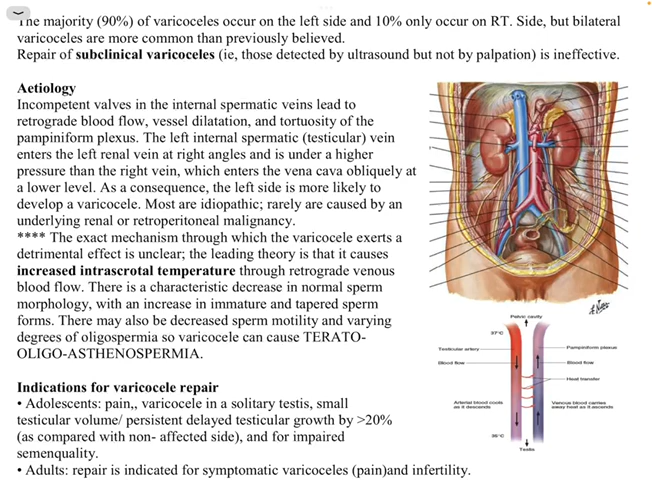 The majority (90%) of varicoceles occur on the left side and 10% only occur on RT. Side, but bilateral
varicoceles are more common than previously believed.
Repair of subclinical varicoceles (ie, those detected by ultrasound but not by palpation) is ineffective.
Aetiology
Incompetent valves in the internal spermatic veins lead to
retrograde blood flow, vessel dilatation, and tortuosity of the
pampiniform plexus. The left internal spermatic (testicular) vein
enters the left renal vein at right angles and is under a higher
pressure than the right vein, which enters the vena cava obliquely at
a lower level. As a consequence, the left side is more likely to
develop a varicocele. Most are idiopathic; rarely are caused by an
underlying renal or retroperitoneal malignancy.
**** The exact mechanism through which the varicocele exerts a
detrimental effect is unclear; the leading theory is that it causes
increased intrascrotal temperature through retrograde venous
blood flow. There is a characteristic decrease in normal sperm
morphology, with an increase in immature and tapered sperm
forms. There may also be decreased sperm motility and varying
degrees of oligospermia so varicocele can cause TERATO-
OLIGO-ASTHENOSPERMIA.
Indications for varicocele repair
• Adolescents: pain,, varicocele in a solitary testis, small
testicular volume/ persistent delayed testicular growth by >20%
(as compared with non- affected side), and for impaired
semenquality.
• Adults: repair is indicated for symptomatic varicoceles (pain)and infertility.
Pelvic cavity
37°C
Testicular artery
Pampiniform plexus
Blood flow
Blood flow
Heat transfer
Arterial blood cools
as it descends
Venous blood carries
away heat as it ascends
Testis